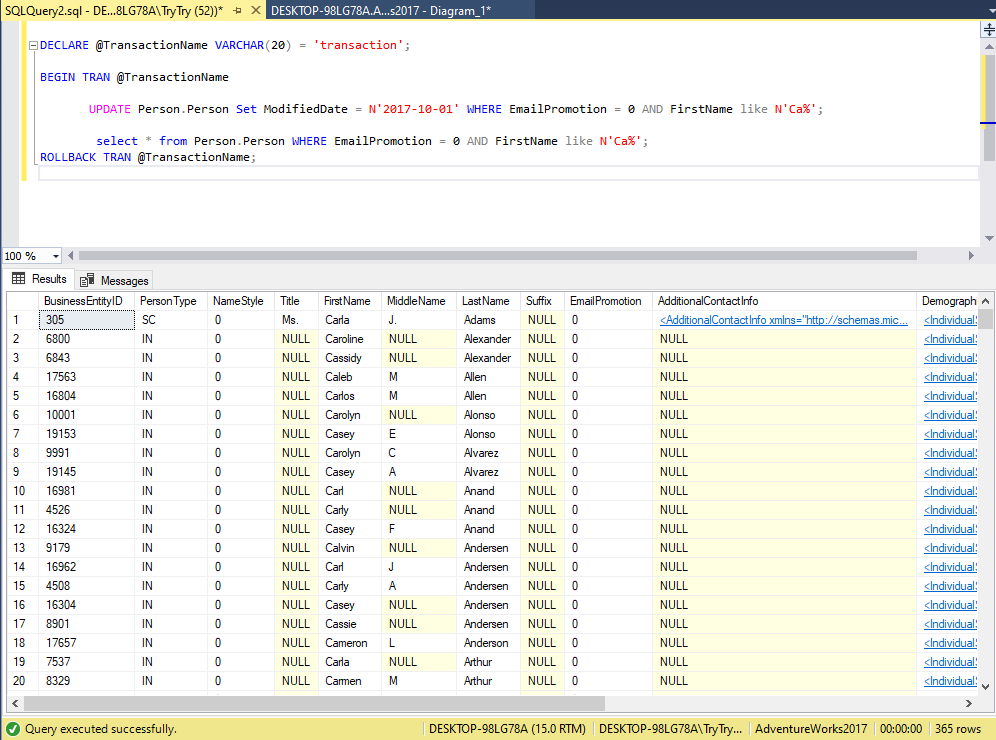 SQLQuery2.sql - DE...8LG78A\TryTry (52))* DESKTOP-98LG78A.A...s2017 - Diagram_1*
DECLARE @TransactionName VARCHAR(20) = 'transaction';
BEGIN TRAN @TransactionName
UPDATE Person.Person Set ModifiedDate = N'2017-10-01' WHERE EmailPromotion = 0 AND FirstName like N'Ca%';
select * from Person.Person WHERE EmailPromotion = 0 AND FirstName like N'Ca%';
ROLLBACK TRAN @TransactionName;
100 %
Results Messages
BusinessEntityID PersonType NameStyle Title FirstName MiddleName LastName Suffix EmailPromotion AdditionalContactInfo Demograph
1 305 SC 0 Ms. Carla J. Adams NULL 0 <AdditionalContactInfo xmlns="http://schemas.mic... <Individual
2 6800 IN 0 NULL Caroline NULL Alexander NULL 0 NULL <Individual
3 6843 IN 0 NULL Cassidy NULL Alexander NULL 0 NULL <Individual
4 17563 IN 0 NULL Caleb M Allen NULL 0 NULL <Individual
5 16804 IN 0 NULL Carlos M Allen NULL 0 NULL <Individual
6 10001 IN 0 NULL Carolyn NULL Alonso NULL 0 NULL <Individual
7 19153 IN 0 NULL Casey E Alonso NULL 0 NULL <Individual
8 9991 IN 0 NULL Carolyn C Alvarez NULL 0 NULL <Individual
9 19145 IN 0 NULL Casey A Alvarez NULL 0 NULL <Individual
10 16981 IN 0 NULL Carl NULL Anand NULL 0 NULL <Individual
11 4526 IN 0 NULL Carly NULL Anand NULL 0 NULL <Individual
12 16324 IN 0 NULL Casey F Anand NULL 0 NULL <Individual
13 9179 IN 0 NULL Calvin NULL Andersen NULL 0 NULL <Individual
14 16962 IN 0 NULL Carl J Andersen NULL 0 NULL <Individual
15 4508 IN 0 NULL Carly A Andersen NULL 0 NULL <Individual
16 16304 IN 0 NULL Casey NULL Andersen NULL 0 NULL <Individual
17 8901 IN 0 NULL Cassie NULL Andersen NULL 0 NULL <Individual
18 17657 IN 0 NULL Cameron L Anderson NULL 0 NULL <Individual
19 7537 IN 0 NULL Carla NULL Arthur NULL 0 NULL <Individual
20 8329 IN 0 NULL Carmen M Arthur NULL 0 NULL <Individual
Query executed successfully. DESKTOP-98LG78A (15.0 RTM) DESKTOP-98LG78A\TryTry... AdventureWorks2017 00:00:00 365 rows